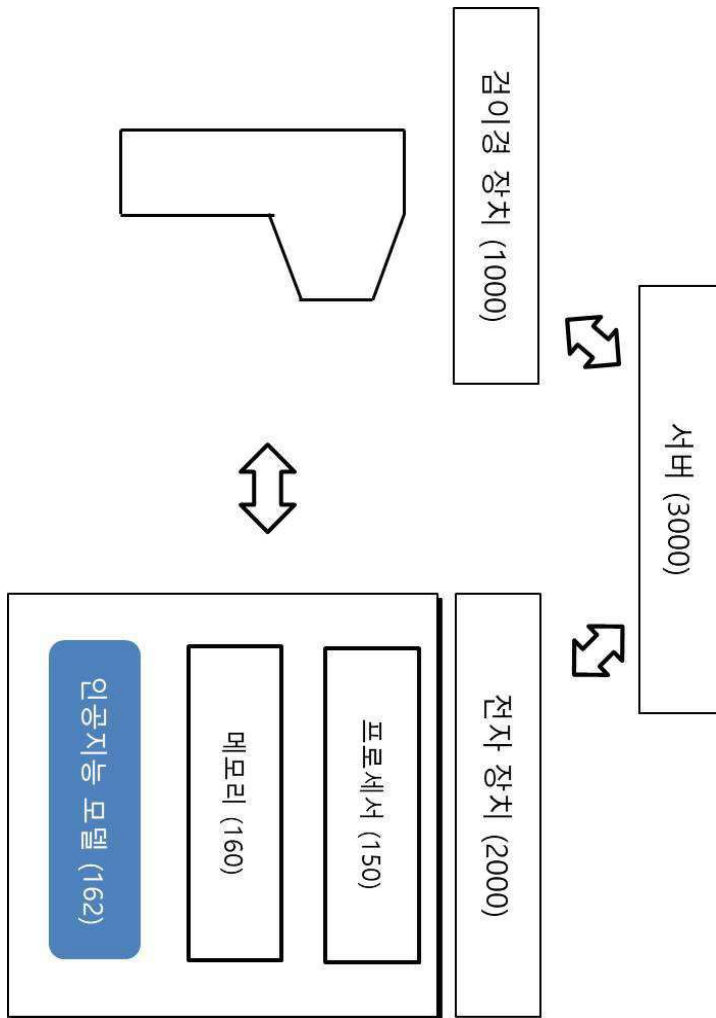 서버 (3000)
검이경 장치 (1000)
전자 장치 (2000)
프로세서 (150)
메모리 (160)
인공지능 모델 (162)